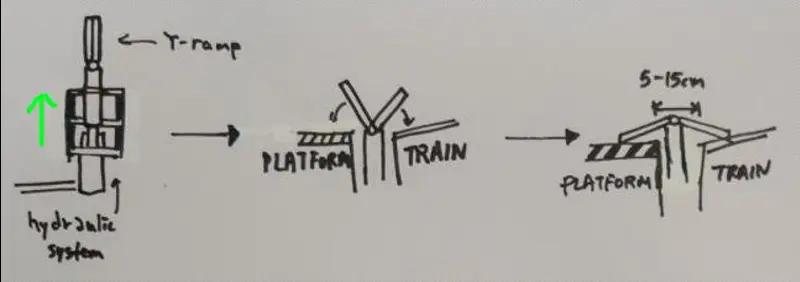 Y-ramp
hydraulic
system
PLATFORM
TRAIN
5-15cm
PLATFORM
TRAIN